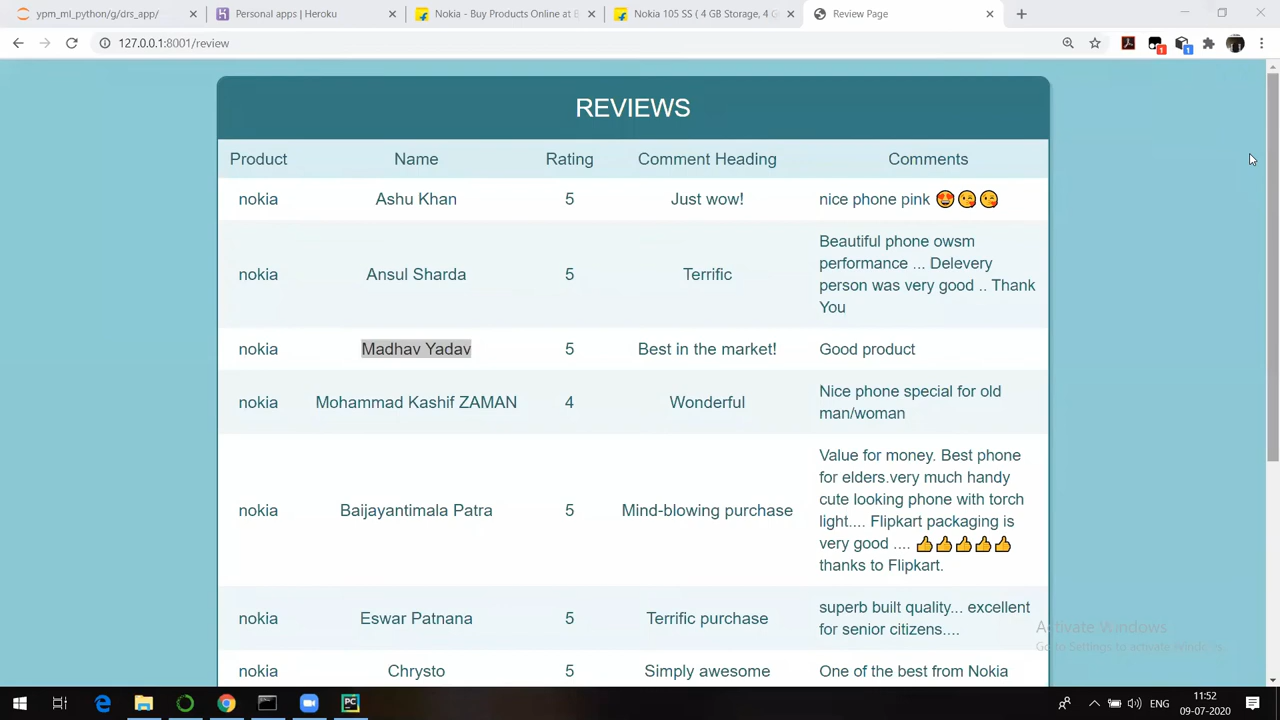 ypm_ml_python/g/drs_app/
Personal apps | Heroku
Nokia - Buy Products Online at B
Nokia 105 SS ( 4 GB Storage, 4 G
Review Page
127.0.0.1:8001/review
1
1
REVIEWS
Product Name Rating Comment Heading Comments
nokia Ashu Khan 5 Just wow! nice phone pink 😍😘😘
nokia Ansul Sharda 5 Terrific Beautiful phone owsm
performance ... Delevery
person was very good .. Thank
You
nokia Madhav Yadav 5 Best in the market! Good product
nokia Mohammad Kashif ZAMAN 4 Wonderful Nice phone special for old
man/woman
nokia Baijayantimala Patra 5 Mind-blowing purchase Value for money. Best phone
for elders.very much handy
cute looking phone with torch
light.... Flipkart packaging is
very good .... 👍👍👍👍👍
thanks to Flipkart.
nokia Eswar Patnana 5 Terrific purchase superb built quality... excellent
for senior citizens....
nokia Chrysto 5 Simply awesome One of the best from Nokia
Activate Windows
Go to Settings to activate Windows.
ENG
11:52
09-07-2020